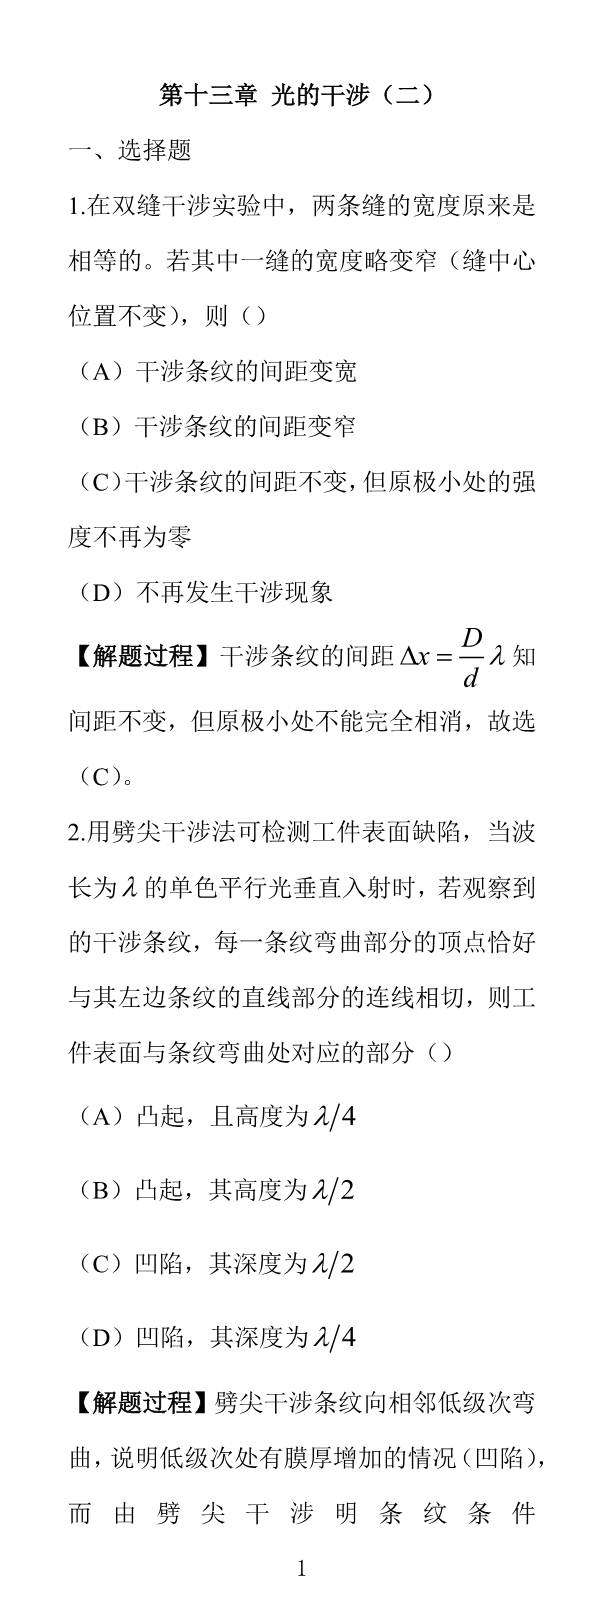 第十三章 光的干涉（二）
一、选择题
1.在双缝干涉实验中，两条缝的宽度原来是
相等的。若其中一缝的宽度略变窄（缝中心
位置不变），则（）
（A）干涉条纹的间距变宽
（B）干涉条纹的间距变窄
（C）干涉条纹的间距不变，但原极小处的强
度不再为零
（D）不再发生干涉现象
【解题过程】干涉条纹的间距 Δx = D/d λ 知
间距不变，但原极小处不能完全相消，故选
（C）。
2.用劈尖干涉法可检测工件表面缺陷，当波
长为 λ 的单色平行光垂直入射时，若观察到
的干涉条纹，每一条纹弯曲部分的顶点恰好
与其左边条纹的直线部分的连线相切，则工
件表面与条纹弯曲处对应的部分（）
（A）凸起，且高度为 λ/4
（B）凸起，其高度为 λ/2
（C）凹陷，其深度为 λ/2
（D）凹陷，其深度为 λ/4
【解题过程】劈尖干涉条纹向相邻低级次弯
曲，说明低级次处有膜厚增加的情况（凹陷），
而由劈尖干涉明条纹条件
1